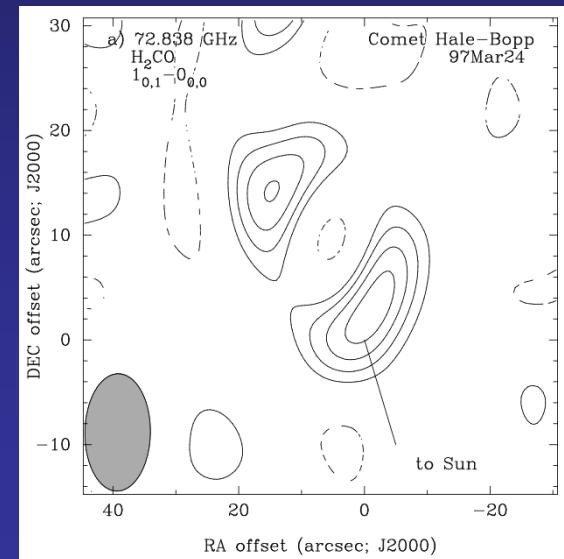 a) 72.838 GHz
H₂CO
1₀,₁−0₀,₀
Comet Hale−Bopp
97Mar24
30
20
10
0
−10
DEC offset (arcsec; J2000)
to Sun
40
20
0
−20
RA offset (arcsec; J2000)